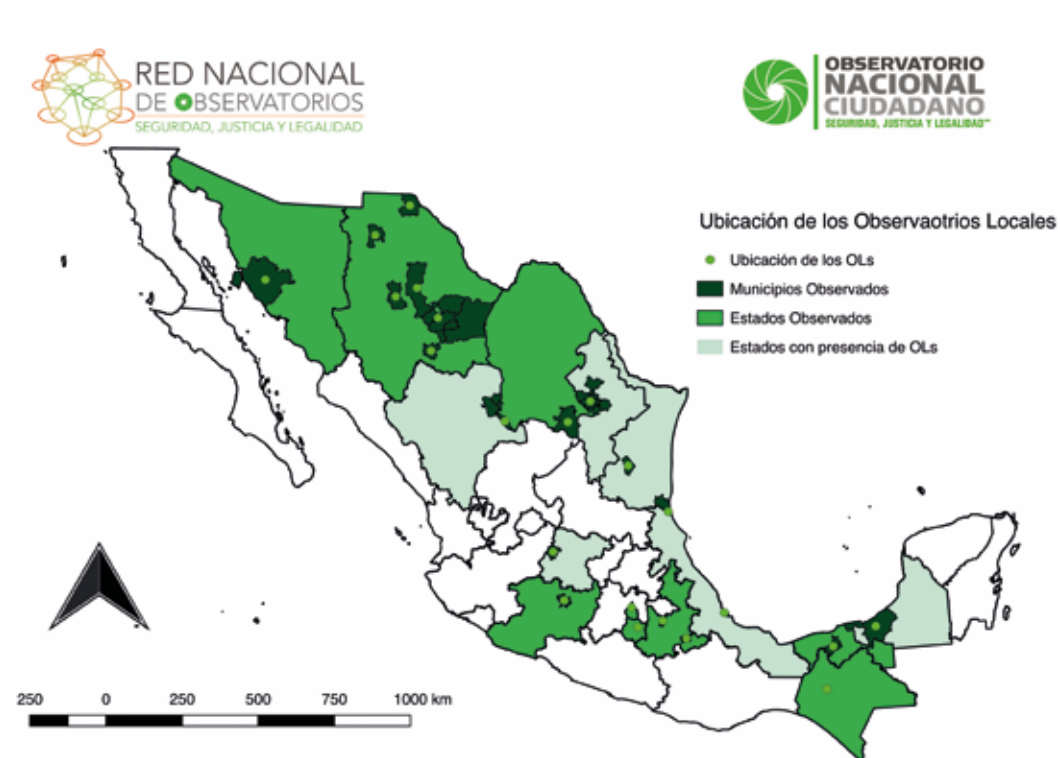 RED NACIONAL
DE OBSERVATORIOS
SEGURIDAD, JUSTICIA Y LEGALIDAD
OBSERVATORIO
NACIONAL
CIUDADANO
SEGURIDAD, JUSTICIA Y LEGALIDAD
Ubicación de los Observaotrios Locales
Ubicación de los OLs
Municipios Observados
Estados Observados
Estados con presencia de OLs
250 0 250 500 750 1000 km